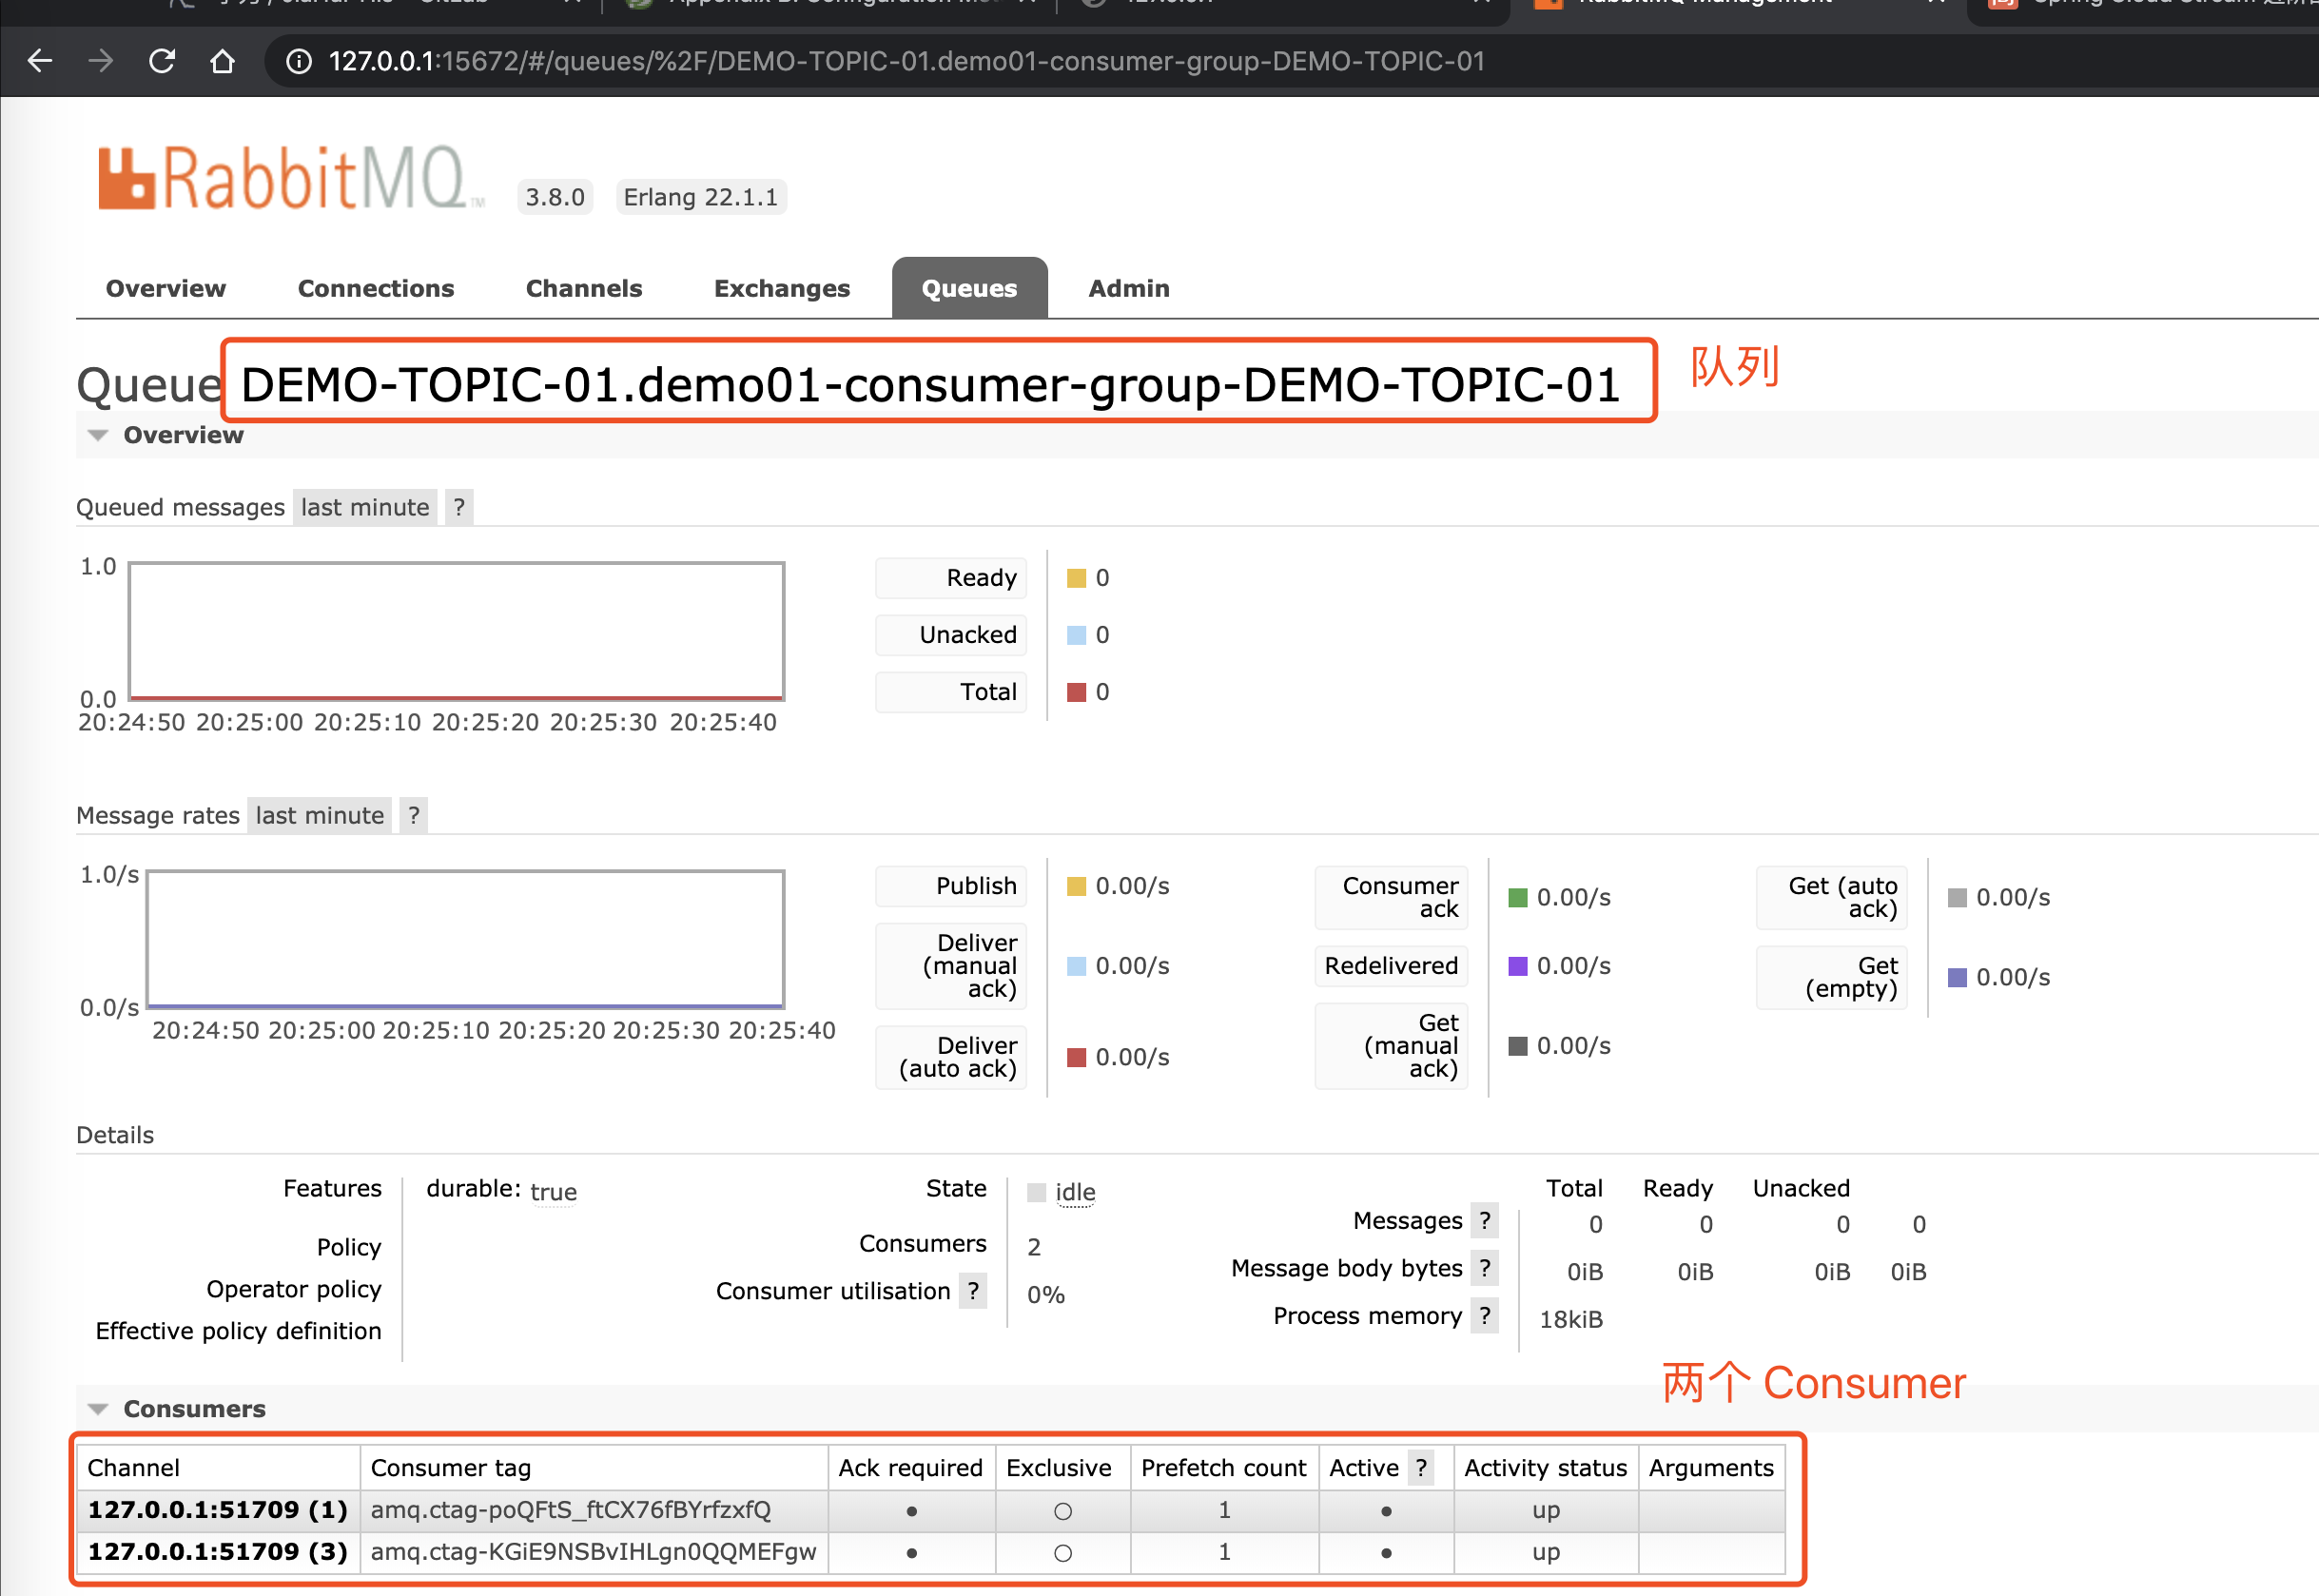 127.0.0.1:15672/#/queues/%2F/DEMO-TOPIC-01.demo01-consumer-group-DEMO-TOPIC-01
RabbitMQ TM 3.8.0 Erlang 22.1.1
Overview Connections Channels Exchanges Queues Admin
Queue DEMO-TOPIC-01.demo01-consumer-group-DEMO-TOPIC-01 队列
Overview
Queued messages last minute ?
1.0
0.0
20:24:50 20:25:00 20:25:10 20:25:20 20:25:30 20:25:40
Ready 0
Unacked 0
Total 0
Message rates last minute ?
1.0/s
0.0/s
20:24:50 20:25:00 20:25:10 20:25:20 20:25:30 20:25:40
Publish 0.00/s
Deliver (manual ack) 0.00/s
Deliver (auto ack) 0.00/s
Consumer ack 0.00/s
Redelivered 0.00/s
Get (manual ack) 0.00/s
Get (auto ack) 0.00/s
Get (empty) 0.00/s
Details
Features durable: true
Policy
Operator policy
Effective policy definition
State idle
Consumers 2
Consumer utilisation ? 0%
Total Ready Unacked
Messages ? 0 0 0 0
Message body bytes ? 0iB 0iB 0iB 0iB
Process memory ? 18kiB
两个 Consumer
Consumers
Channel Consumer tag Ack required Exclusive Prefetch count Active ? Activity status Arguments
127.0.0.1:51709 (1) amq.ctag-poQFtS_ftCX76fBYrfzxfQ ● ○ 1 ● up
127.0.0.1:51709 (3) amq.ctag-KGiE9NSBvIHLgn0QQMEFgw ● ○ 1 ● up